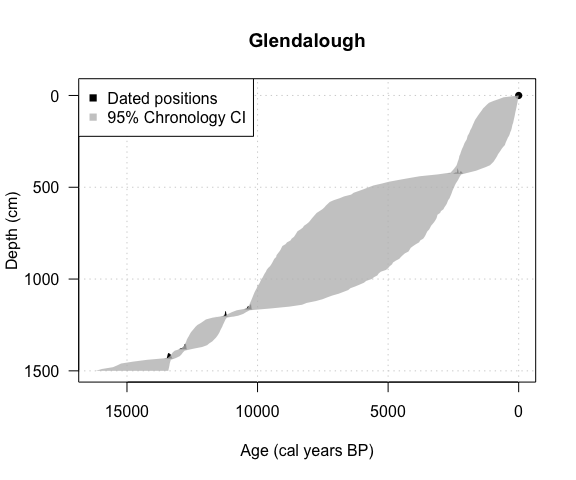 Glendalough
Dated positions
95% Chronology CI
Depth (cm)
0
500
1000
1500
15000 10000 5000 0
Age (cal years BP)